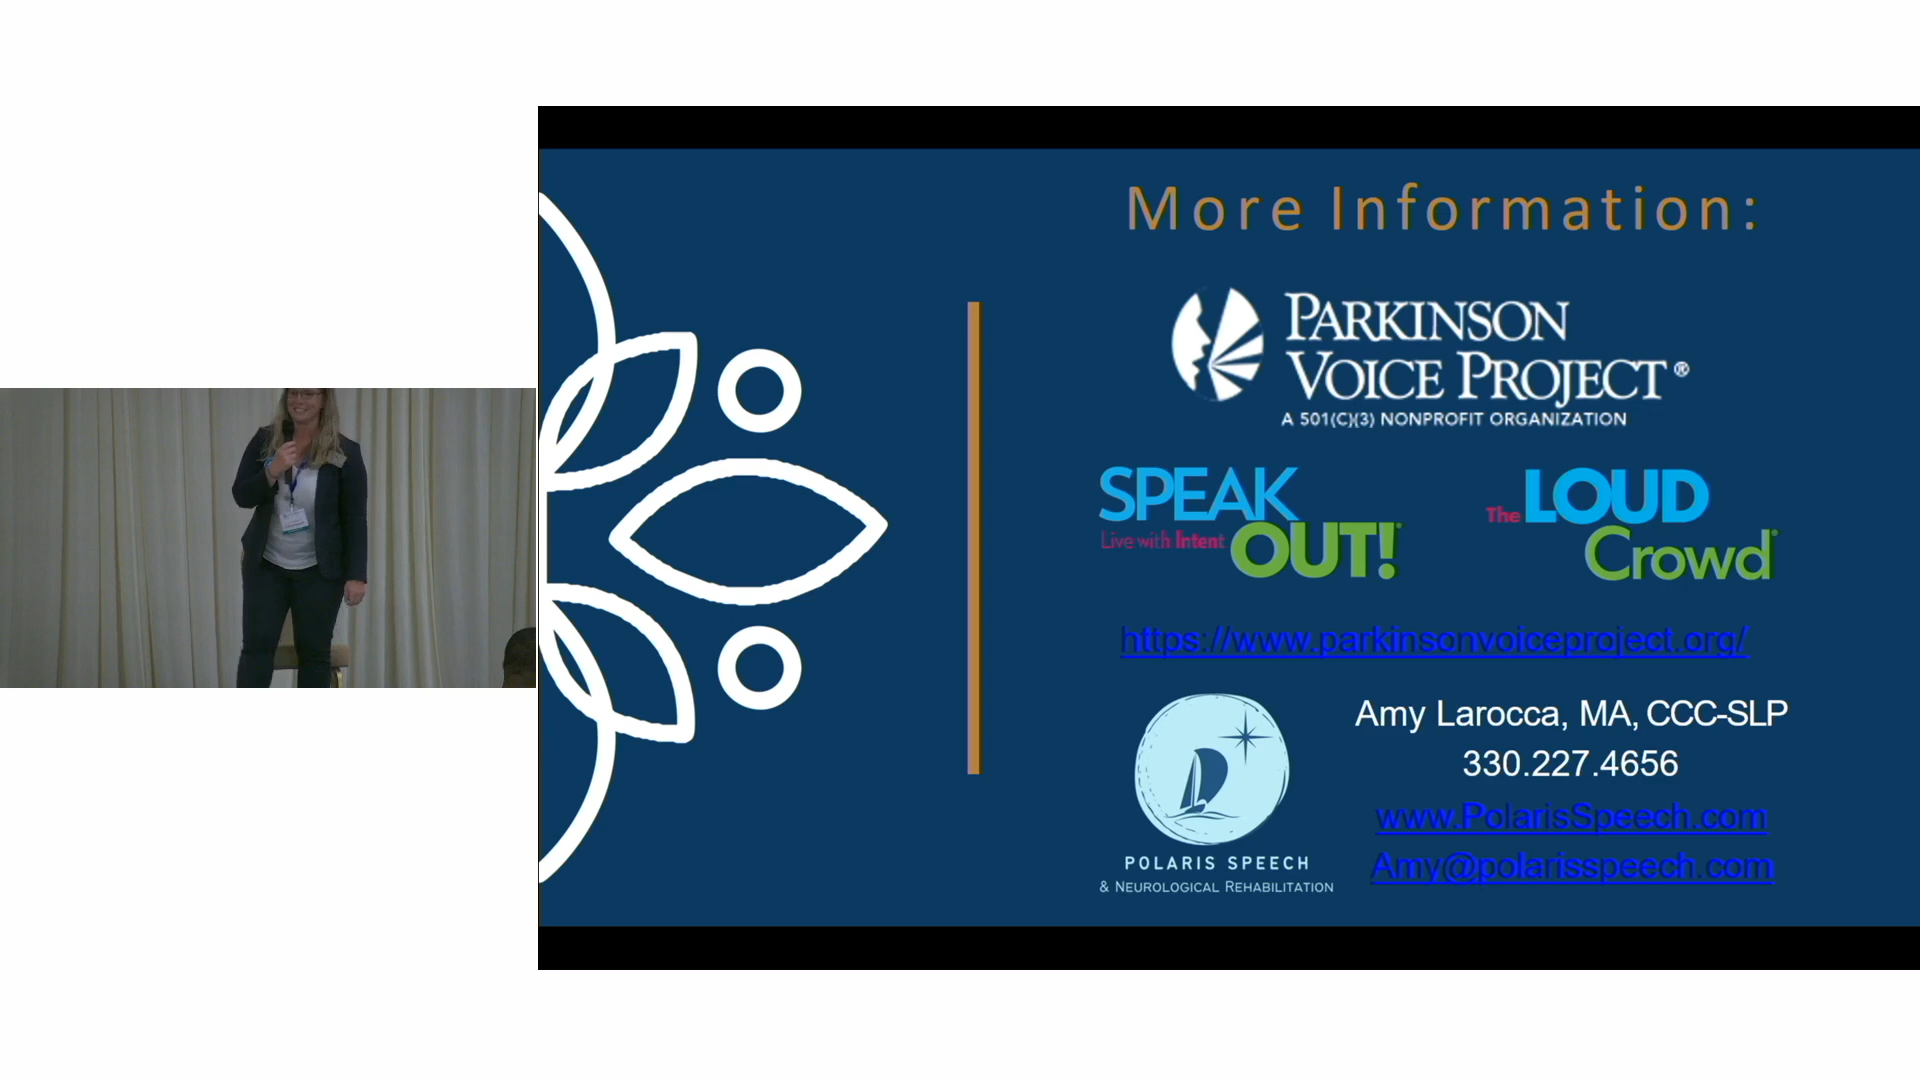 More Information:
PARKINSON
VOICE PROJECT®
A 501(C)(3) NONPROFIT ORGANIZATION
SPEAK
Live with Intent OUT!®
The LOUD
Crowd®
https://www.parkinsonvoiceproject.org/
Amy Larocca, MA, CCC-SLP
330.227.4656
www.PolarisSpeech.com
Amy@polarisspeech.com
POLARIS SPEECH
& NEUROLOGICAL REHABILITATION